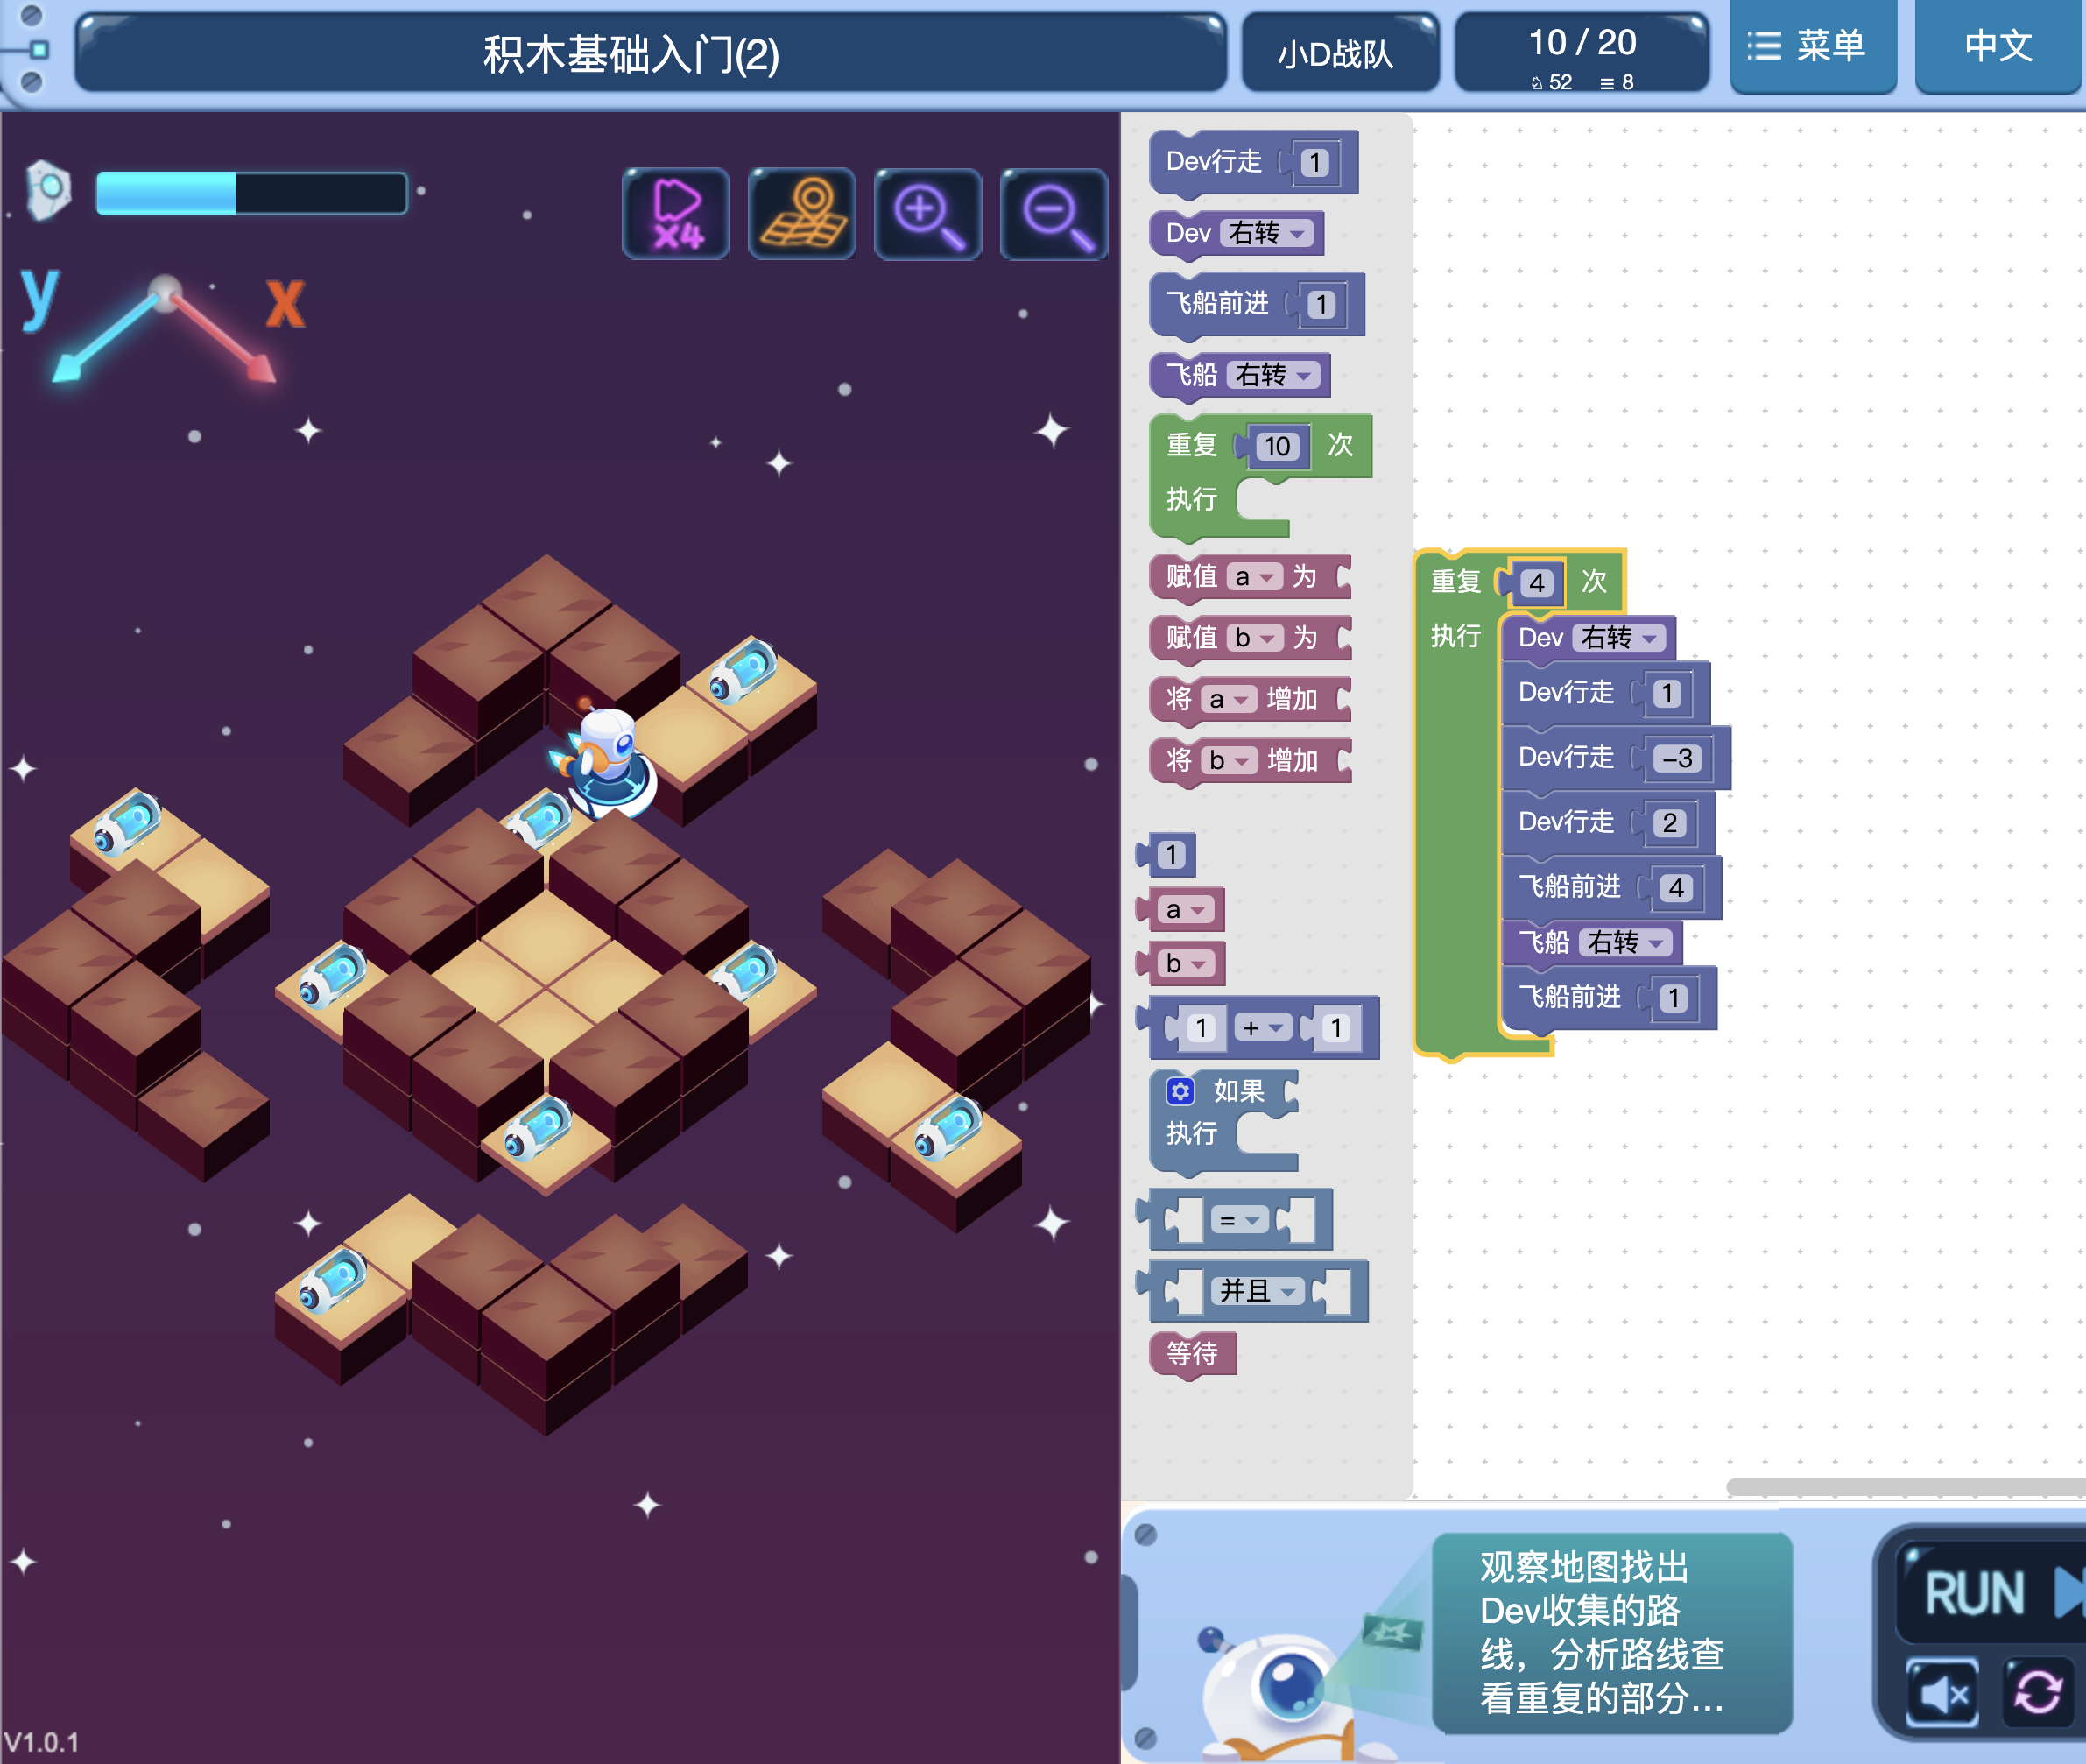 积木基础入门(2)
小D战队
10 / 20
52
8
菜单
中文
X4
y
x
Dev行走 1
Dev 右转
飞船前进 1
飞船 右转
重复 10 次
执行
赋值 a 为
赋值 b 为
将 a 增加
将 b 增加
1
a
b
1 + 1
如果
执行
=
并且
等待
重复 4 次
执行
Dev 右转
Dev行走 1
Dev行走 -3
Dev行走 2
飞船前进 4
飞船 右转
飞船前进 1
观察地图找出
Dev收集的路
线，分析路线查
看重复的部分...
RUN
V1.0.1